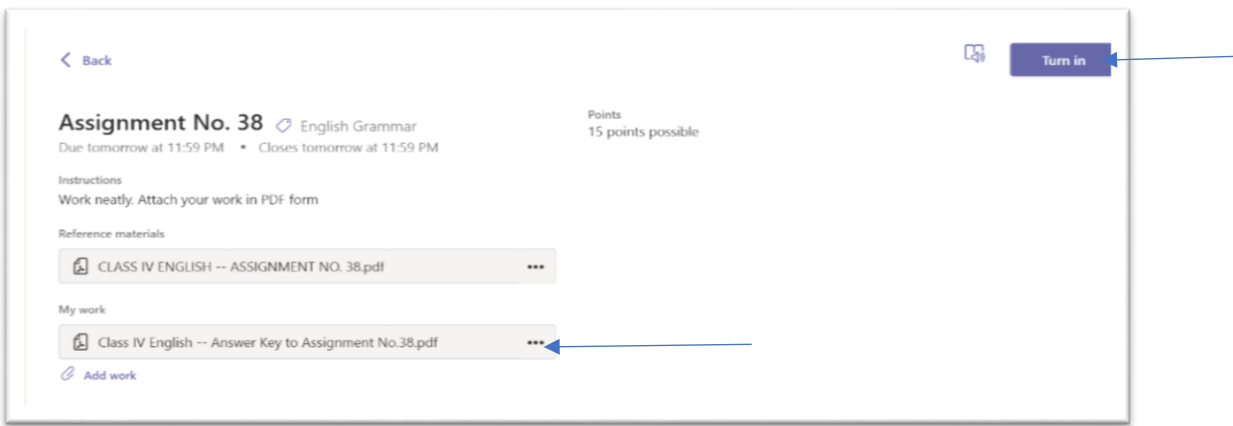 Back
Turn in
Assignment No. 38 English Grammar
Points
15 points possible
Due tomorrow at 11:59 PM • Closes tomorrow at 11:59 PM
Instructions
Work neatly. Attach your work in PDF form
Reference materials
CLASS IV ENGLISH -- ASSIGNMENT NO. 38.pdf
My work
Class IV English -- Answer Key to Assignment No.38.pdf
Add work